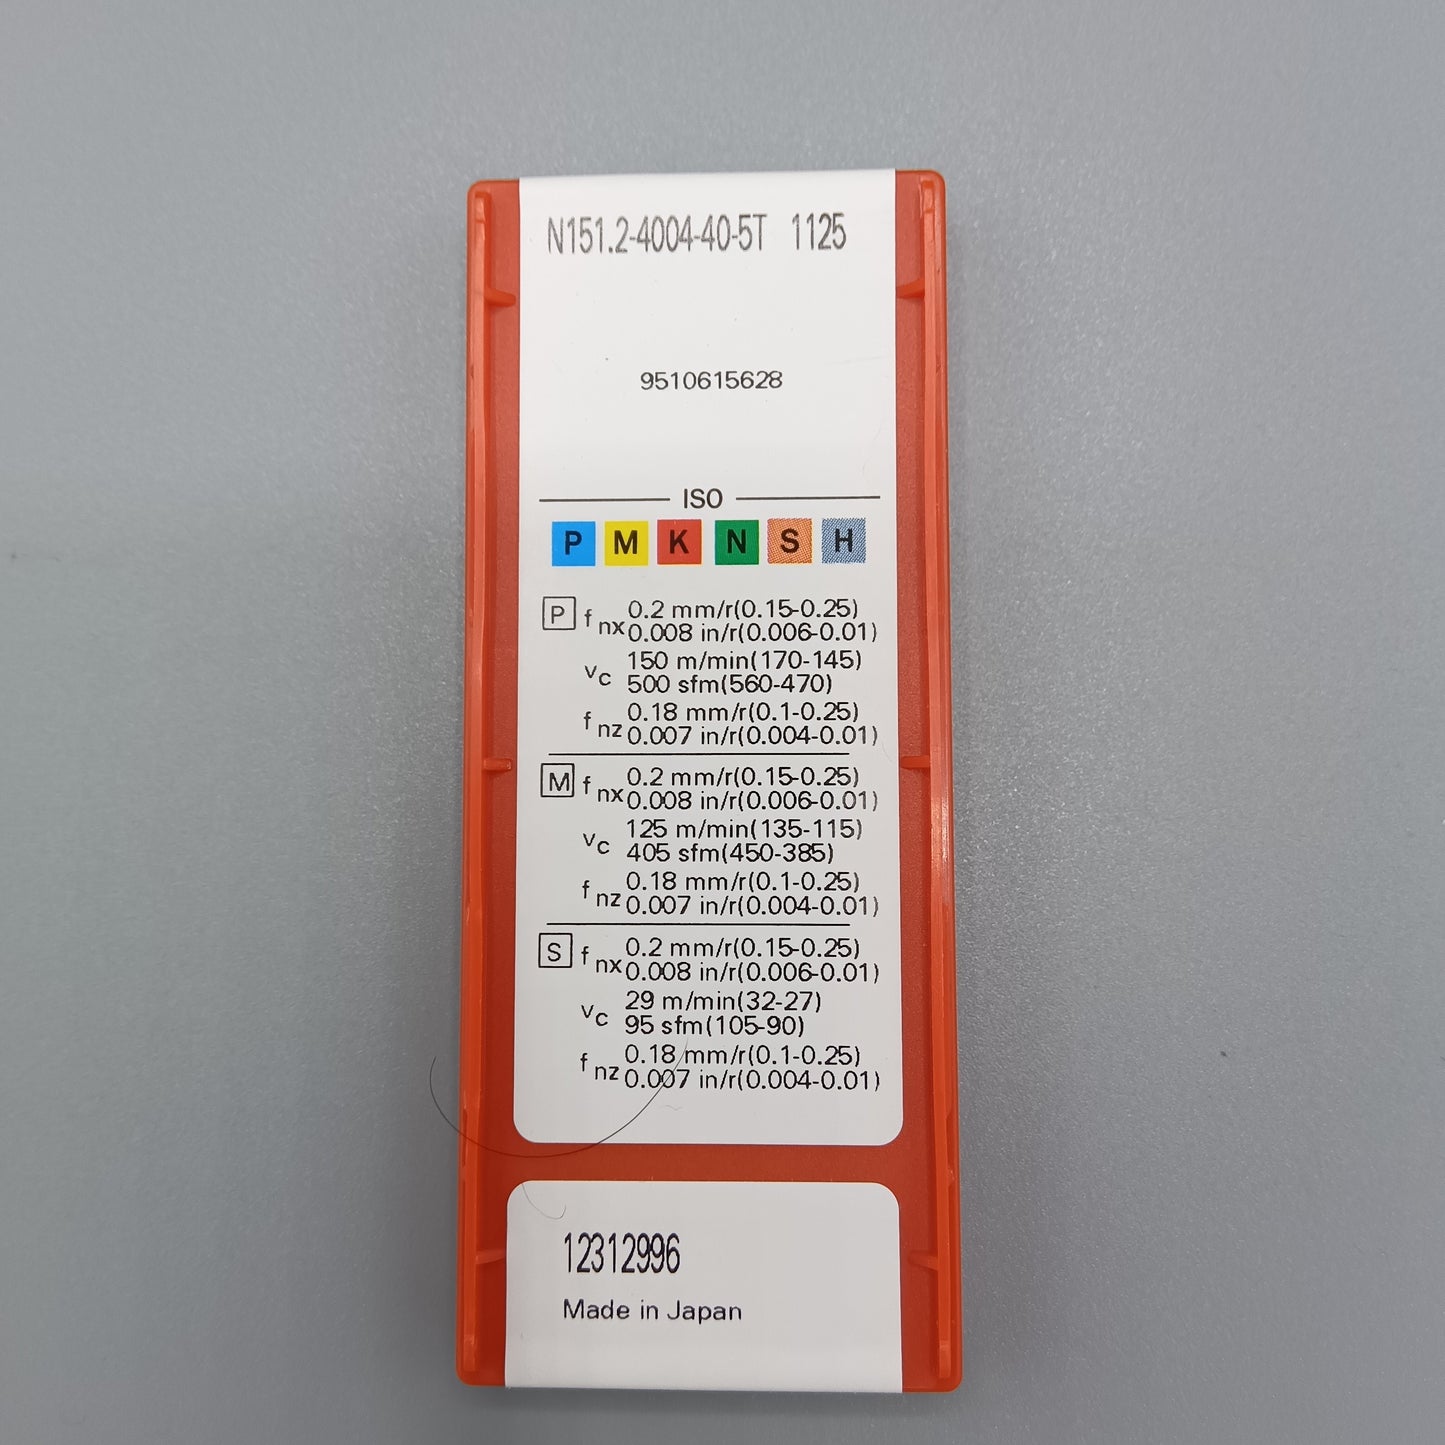 N151.2-4004-40-5T 1125
9510615628
ISO
P M K N S H
P f nx 0.2 mm/r(0.15-0.25)
0.008 in/r(0.006-0.01)
vc 150 m/min(170-145)
500 sfm(560-470)
f nz 0.18 mm/r(0.1-0.25)
0.007 in/r(0.004-0.01)
M f nx 0.2 mm/r(0.15-0.25)
0.008 in/r(0.006-0.01)
vc 125 m/min(135-115)
405 sfm(450-385)
f nz 0.18 mm/r(0.1-0.25)
0.007 in/r(0.004-0.01)
S f nx 0.2 mm/r(0.15-0.25)
0.008 in/r(0.006-0.01)
vc 29 m/min(32-27)
95 sfm(105-90)
f nz 0.18 mm/r(0.1-0.25)
0.007 in/r(0.004-0.01)
12312996
Made in Japan